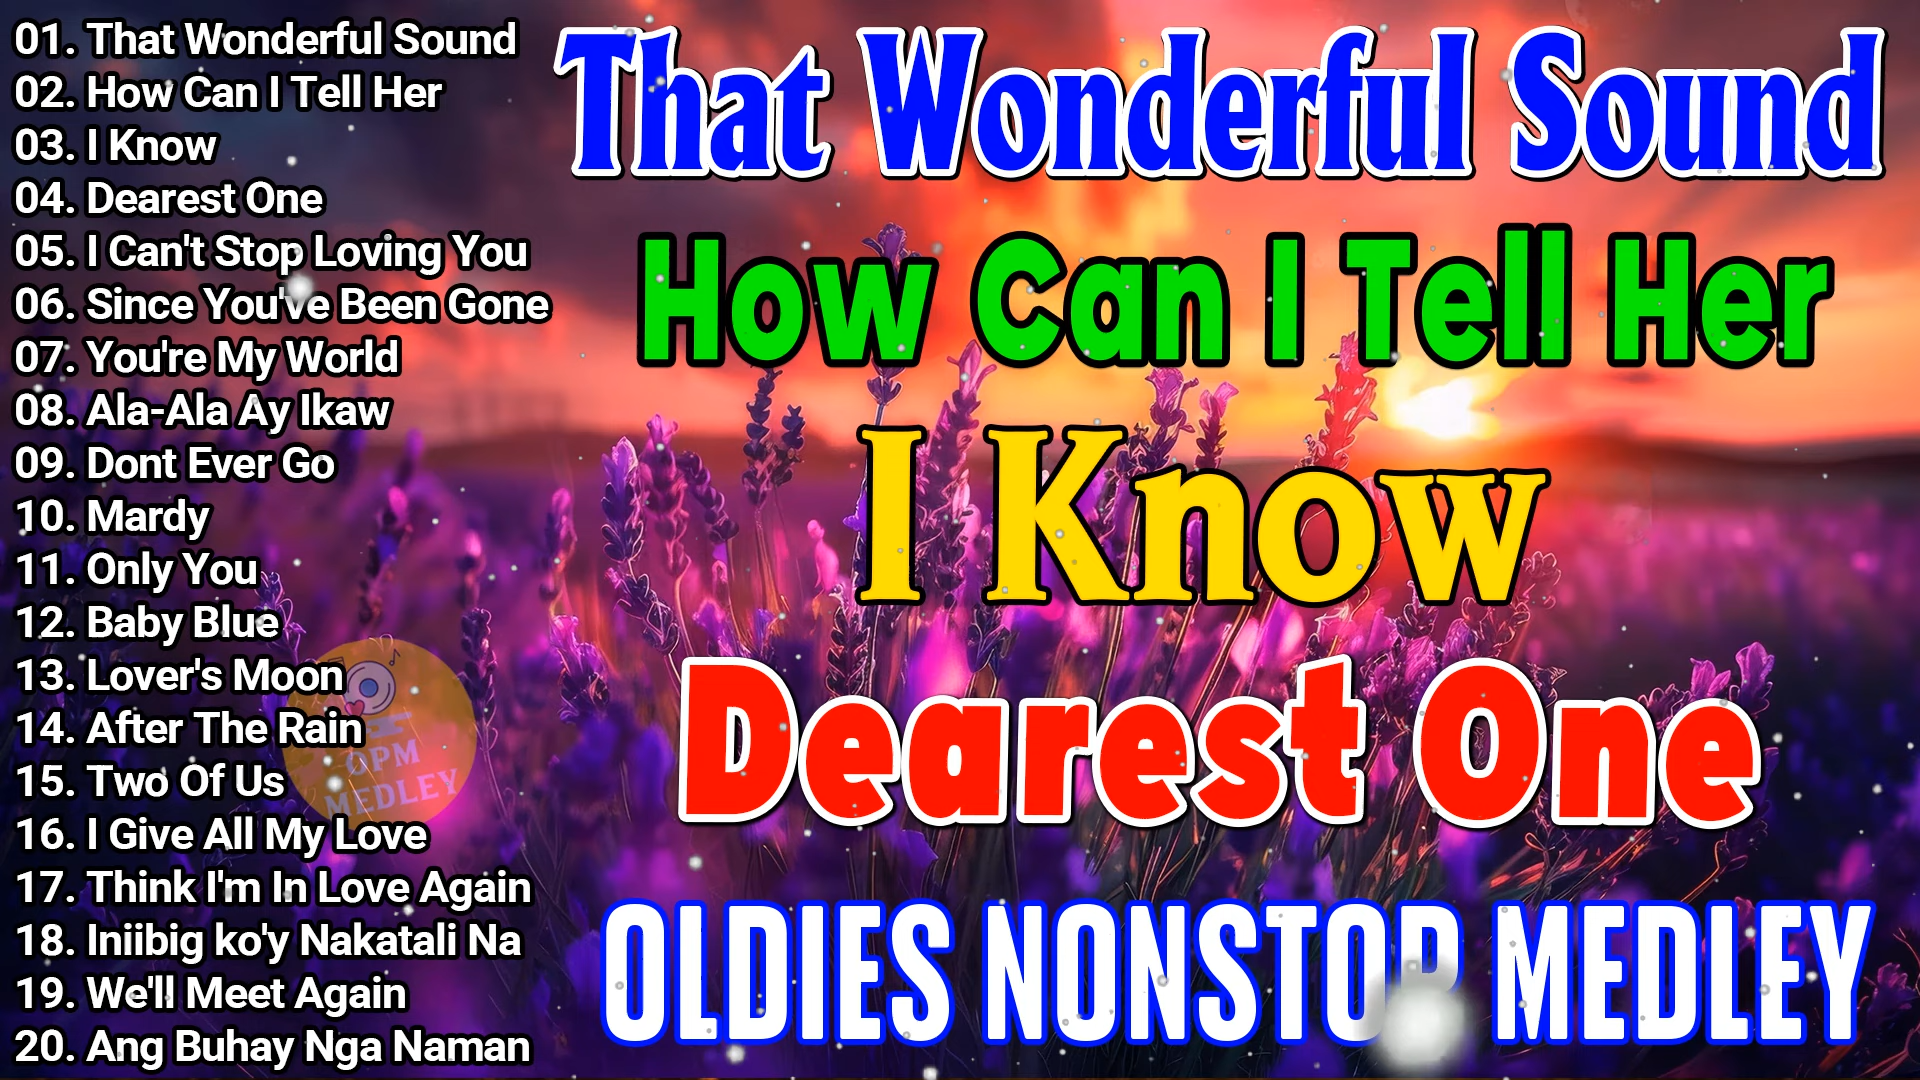 01. That Wonderful Sound
02. How Can I Tell Her
03. I Know
04. Dearest One
05. I Can't Stop Loving You
06. Since You've Been Gone
07. You're My World
08. Ala-Ala Ay Ikaw
09. Dont Ever Go
10. Mardy
11. Only You
12. Baby Blue
13. Lover's Moon
14. After The Rain
15. Two Of Us
16. I Give All My Love
17. Think I'm In Love Again
18. Iniibig ko'y Nakatali Na
19. We'll Meet Again
20. Ang Buhay Nga Naman
OPM
MEDLEY
That Wonderful Sound
How Can I Tell Her
I Know
Dearest One
OLDIES NONSTOP MEDLEY